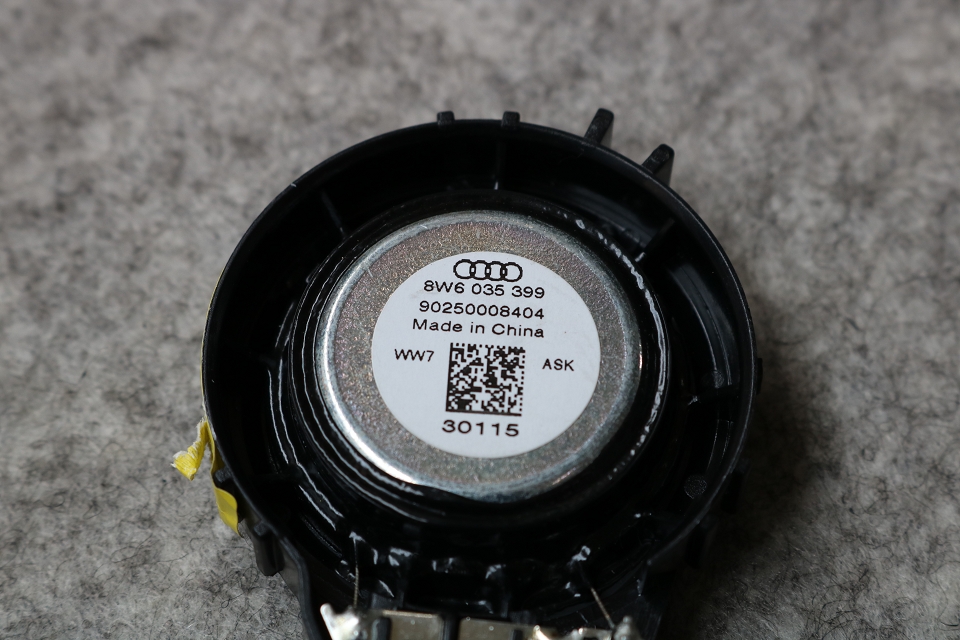 8W6 035 399
90250008404
Made in China
WW7 ASK
30115